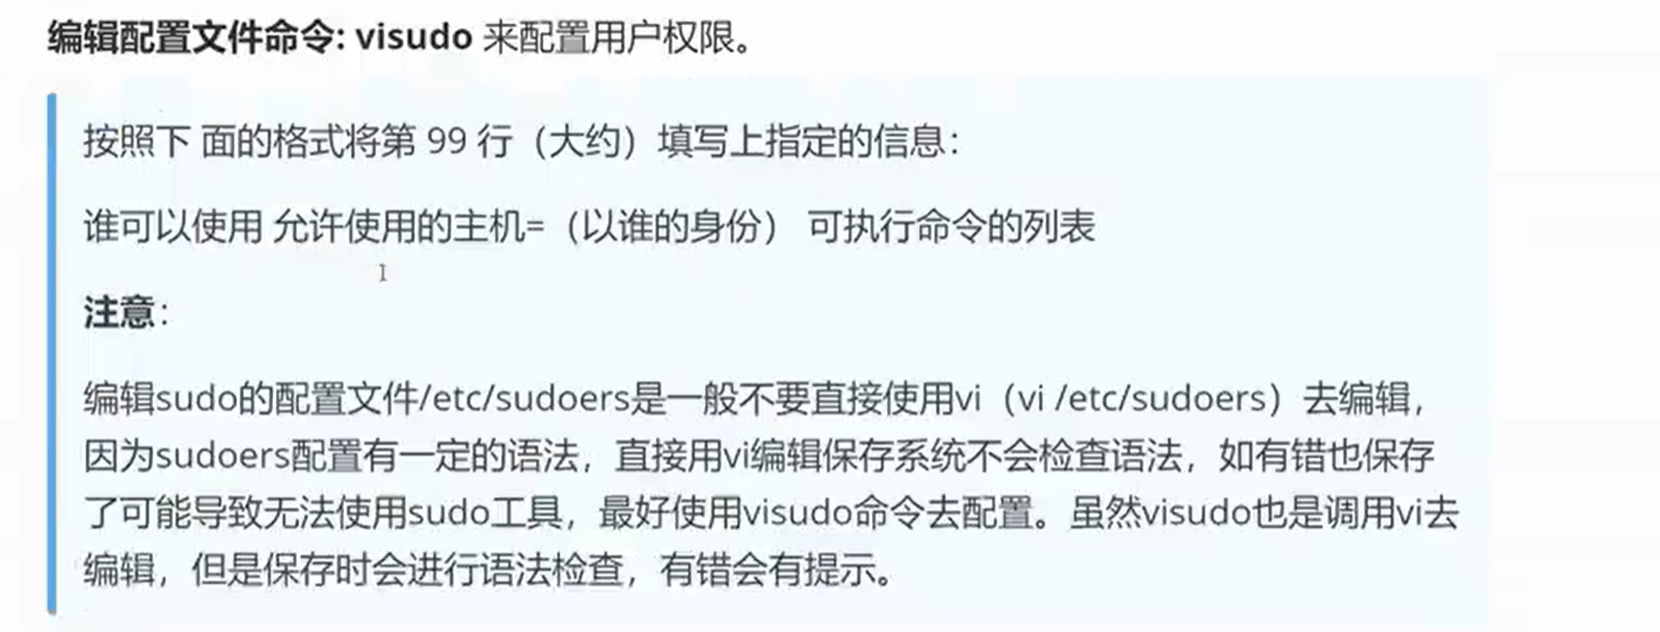 编辑配置文件命令: visudo 来配置用户权限。
按照下 面的格式将第 99 行（大约）填写上指定的信息：
谁可以使用 允许使用的主机=（以谁的身份） 可执行命令的列表
注意：
编辑sudo的配置文件/etc/sudoers是一般不要直接使用vi（vi /etc/sudoers）去编辑，
因为sudoers配置有一定的语法，直接用vi编辑保存系统不会检查语法，如有错也保存
了可能导致无法使用sudo工具，最好使用visudo命令去配置。虽然visudo也是调用vi去
编辑，但是保存时会进行语法检查，有错会有提示。